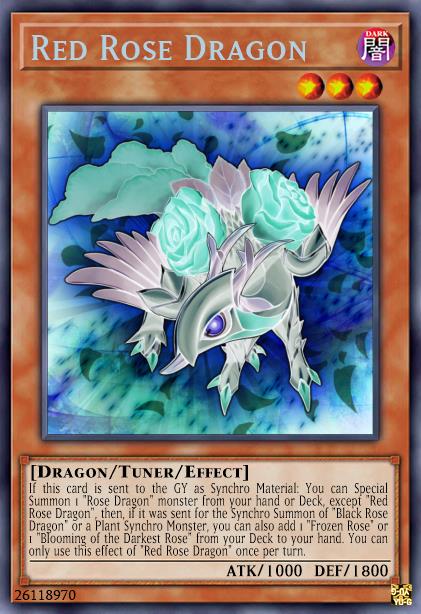 Red Rose Dragon
DARK
闇
[Dragon/Tuner/Effect]
If this card is sent to the GY as Synchro Material: You can Special
Summon 1 "Rose Dragon" monster from your hand or Deck, except "Red
Rose Dragon", then, if it was sent for the Synchro Summon of "Black Rose
Dragon" or a Plant Synchro Monster, you can also add 1 "Frozen Rose" or
1 "Blooming of the Darkest Rose" from your Deck to your hand. You can
only use this effect of "Red Rose Dragon" once per turn.
ATK/1000 DEF/1800
26118970